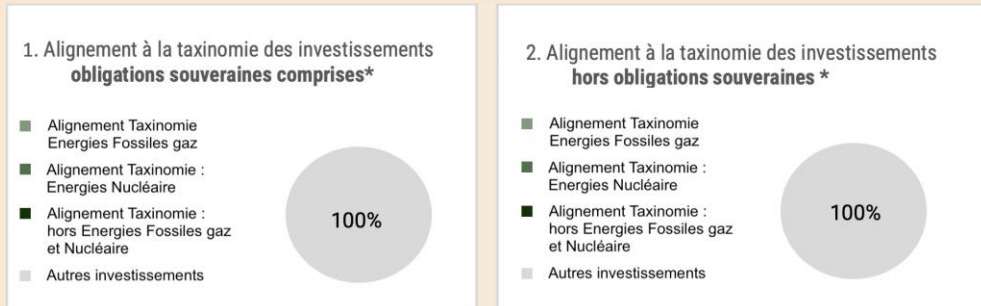 1. Alignement à la taxinomie des investissements
obligations souveraines comprises*
Alignement Taxinomie
Energies Fossiles gaz
Alignement Taxinomie :
Energies Nucléaire
Alignement Taxinomie :
hors Energies Fossiles gaz
et Nucléaire
Autres investissements
100%
2. Alignement à la taxinomie des investissements
hors obligations souveraines *
Alignement Taxinomie
Energies Fossiles gaz
Alignement Taxinomie :
Energies Nucléaire
Alignement Taxinomie :
hors Energies Fossiles gaz
et Nucléaire
Autres investissements
100%